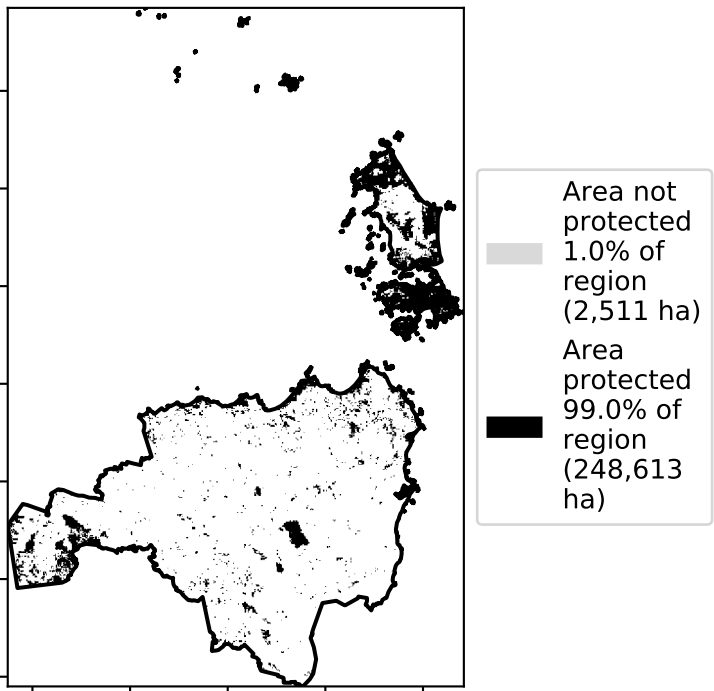 Area not
protected
1.0% of
region
(2,511 ha)
Area
protected
99.0% of
region
(248,613
ha)